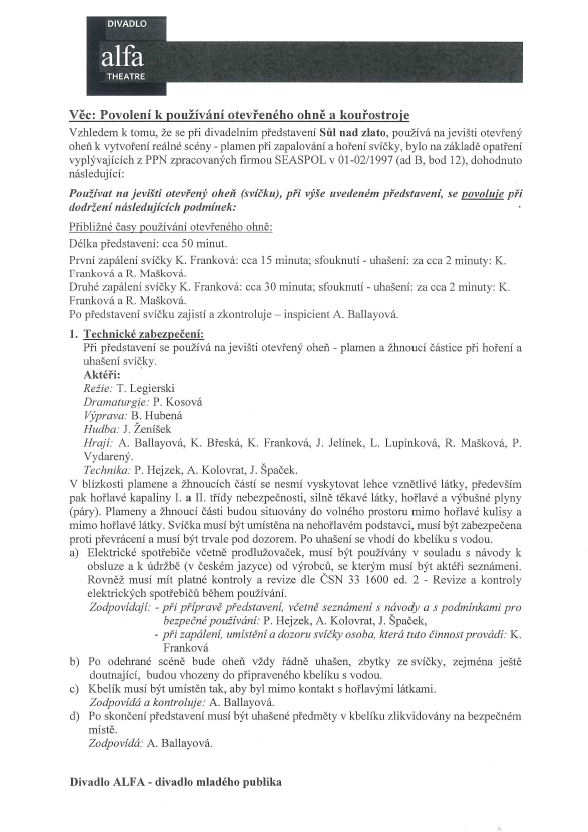 DIVADLO
alfa
THEATRE
Věc: Povolení k používání otevřeného ohně a kouřostroje
Vzhledem k tomu, že se při divadelním představení Sůl nad zlato, používá na jevišti otevřený
oheň k vytvoření reálné scény - plamen při zapalování a hoření svíčky, bylo na základě opatření
vyplývajících z PPN zpracovaných firmou SEASPOL v 01-02/1997 (ad B, bod 12), dohodnuto
následující:
Používat na jevišti otevřený oheň (svíčku), při výše uvedeném představení, se povoluje při
dodržení následujících podmínek:
Přibližné časy používání otevřeného ohně:
Délka představení: cca 50 minut.
První zapálení svíčky K. Franková: cca 15 minuta; sfouknutí - uhašení: za cca 2 minuty: K.
Franková a R. Mašková.
Druhé zapálení svíčky K. Franková: cca 30 minuta; sfouknutí - uhašení: za cca 2 minuty: K.
Franková a R. Mašková.
Po představení svíčku zajistí a zkontroluje – inspicient A. Ballayová.
1. Technické zabezpečení:
Při představení se používá na jevišti otevřený oheň - plamen a žhnoucí částice při hoření a
uhašení svíčky.
Aktéři:
Režie: T. Legierski
Dramaturgie: P. Kosová
Výprava: B. Hubená
Hudba: J. Ženíšek
Hrají: A. Ballayová, K. Břeská, K. Franková, J. Jelínek, L. Lupínková, R. Mašková, P.
Vydarený.
Technika: P. Hejzek, A. Kolovrat, J. Špaček.
V blízkosti plamene a žhnoucích částí se nesmí vyskytovat lehce vznětlivé látky, především
pak hořlavé kapaliny I. a II. třídy nebezpečnosti, silně těkavé látky, hořlavé a výbušné plyny
(páry). Plameny a žhnoucí části budou situovány do volného prostoru mimo hořlavé kulisy a
mimo hořlavé látky. Svíčka musí být umístěna na nehořlavém podstavci, musí být zabezpečena
proti převrácení a musí být trvale pod dozorem. Po uhašení se vhodí do kbelíku s vodou.
a) Elektrické spotřebiče včetně prodlužovaček, musí být používány v souladu s návody k
obsluze a k údržbě (v českém jazyce) od výrobců, se kterým musí být aktéři seznámeni.
Rovněž musí mít platné kontroly a revize dle ČSN 33 1600 ed. 2 - Revize a kontroly
elektrických spotřebičů během používání.
Zodpovídají: - při přípravě představení, včetně seznámení s návody a s podmínkami pro
bezpečné používání: P. Hejzek, A. Kolovrat, J. Špaček,
- při zapálení, umístění a dozoru svíčky osoba, která tuto činnost provádí: K.
Franková
b) Po odehrané scéně bude oheň vždy řádně uhašen, zbytky ze svíčky, zejména ještě
doutnající, budou vhozeny do připraveného kbelíku s vodou.
c) Kbelík musí být umístěn tak, aby byl mimo kontakt s hořlavými látkami.
Zodpovídá a kontroluje: A. Ballayová.
d) Po skončení představení musí být uhašené předměty v kbelíku zlikvidovány na bezpečném
místě.
Zodpovídá: A. Ballayová.
Divadlo ALFA - divadlo mladého publika